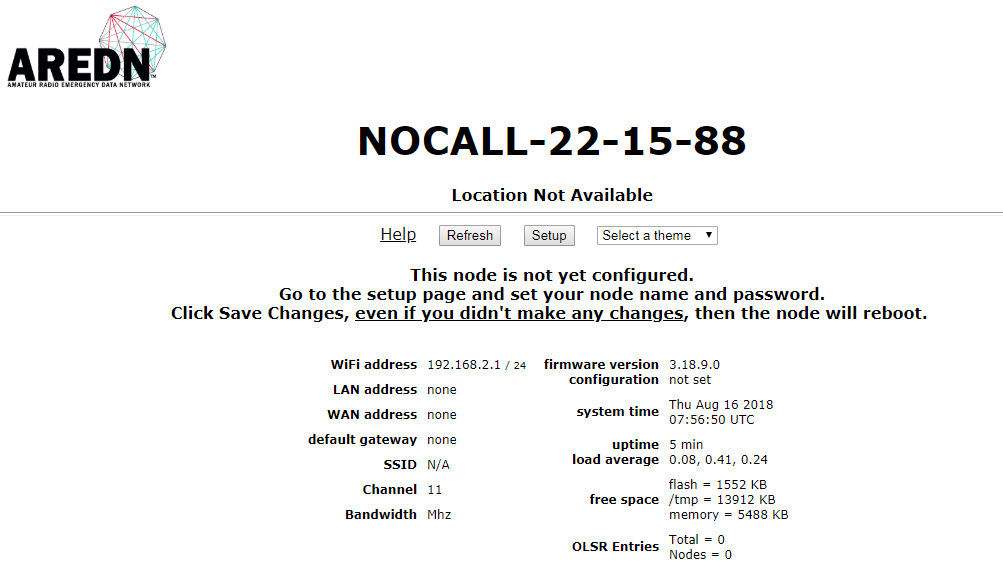 AREDN™
AMATEUR RADIO EMERGENCY DATA NETWORK
NOCALL-22-15-88
Location Not Available
Help Refresh Setup Select a theme
This node is not yet configured.
Go to the setup page and set your node name and password.
Click Save Changes, even if you didn't make any changes, then the node will reboot.
WiFi address 192.168.2.1 / 24
LAN address none
WAN address none
default gateway none
SSID N/A
Channel 11
Bandwidth Mhz
firmware version 3.18.9.0
configuration not set
system time Thu Aug 16 2018
07:56:50 UTC
uptime 5 min
load average 0.08, 0.41, 0.24
free space flash = 1552 KB
/tmp = 13912 KB
memory = 5488 KB
OLSR Entries Total = 0
Nodes = 0